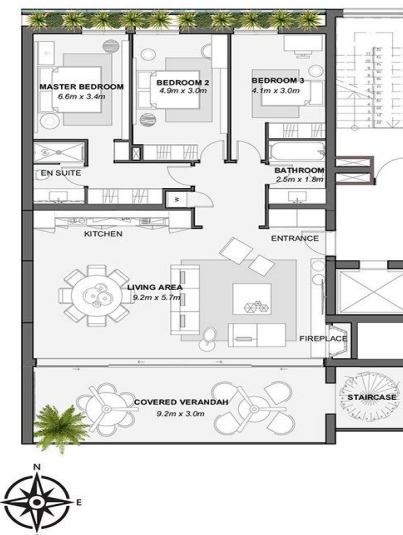 MASTER BEDROOM
6.6m x 3.4m
BEDROOM 2
4.9m x 3.0m
BEDROOM 3
4.1m x 3.0m
EN SUITE
BATHROOM
2.5m x 1.8m
W
KITCHEN
ENTRANCE
LIVING AREA
9.2m x 5.7m
FIREPLACE
COVERED VERANDAH
9.2m x 3.0m
STAIRCASE
N
E